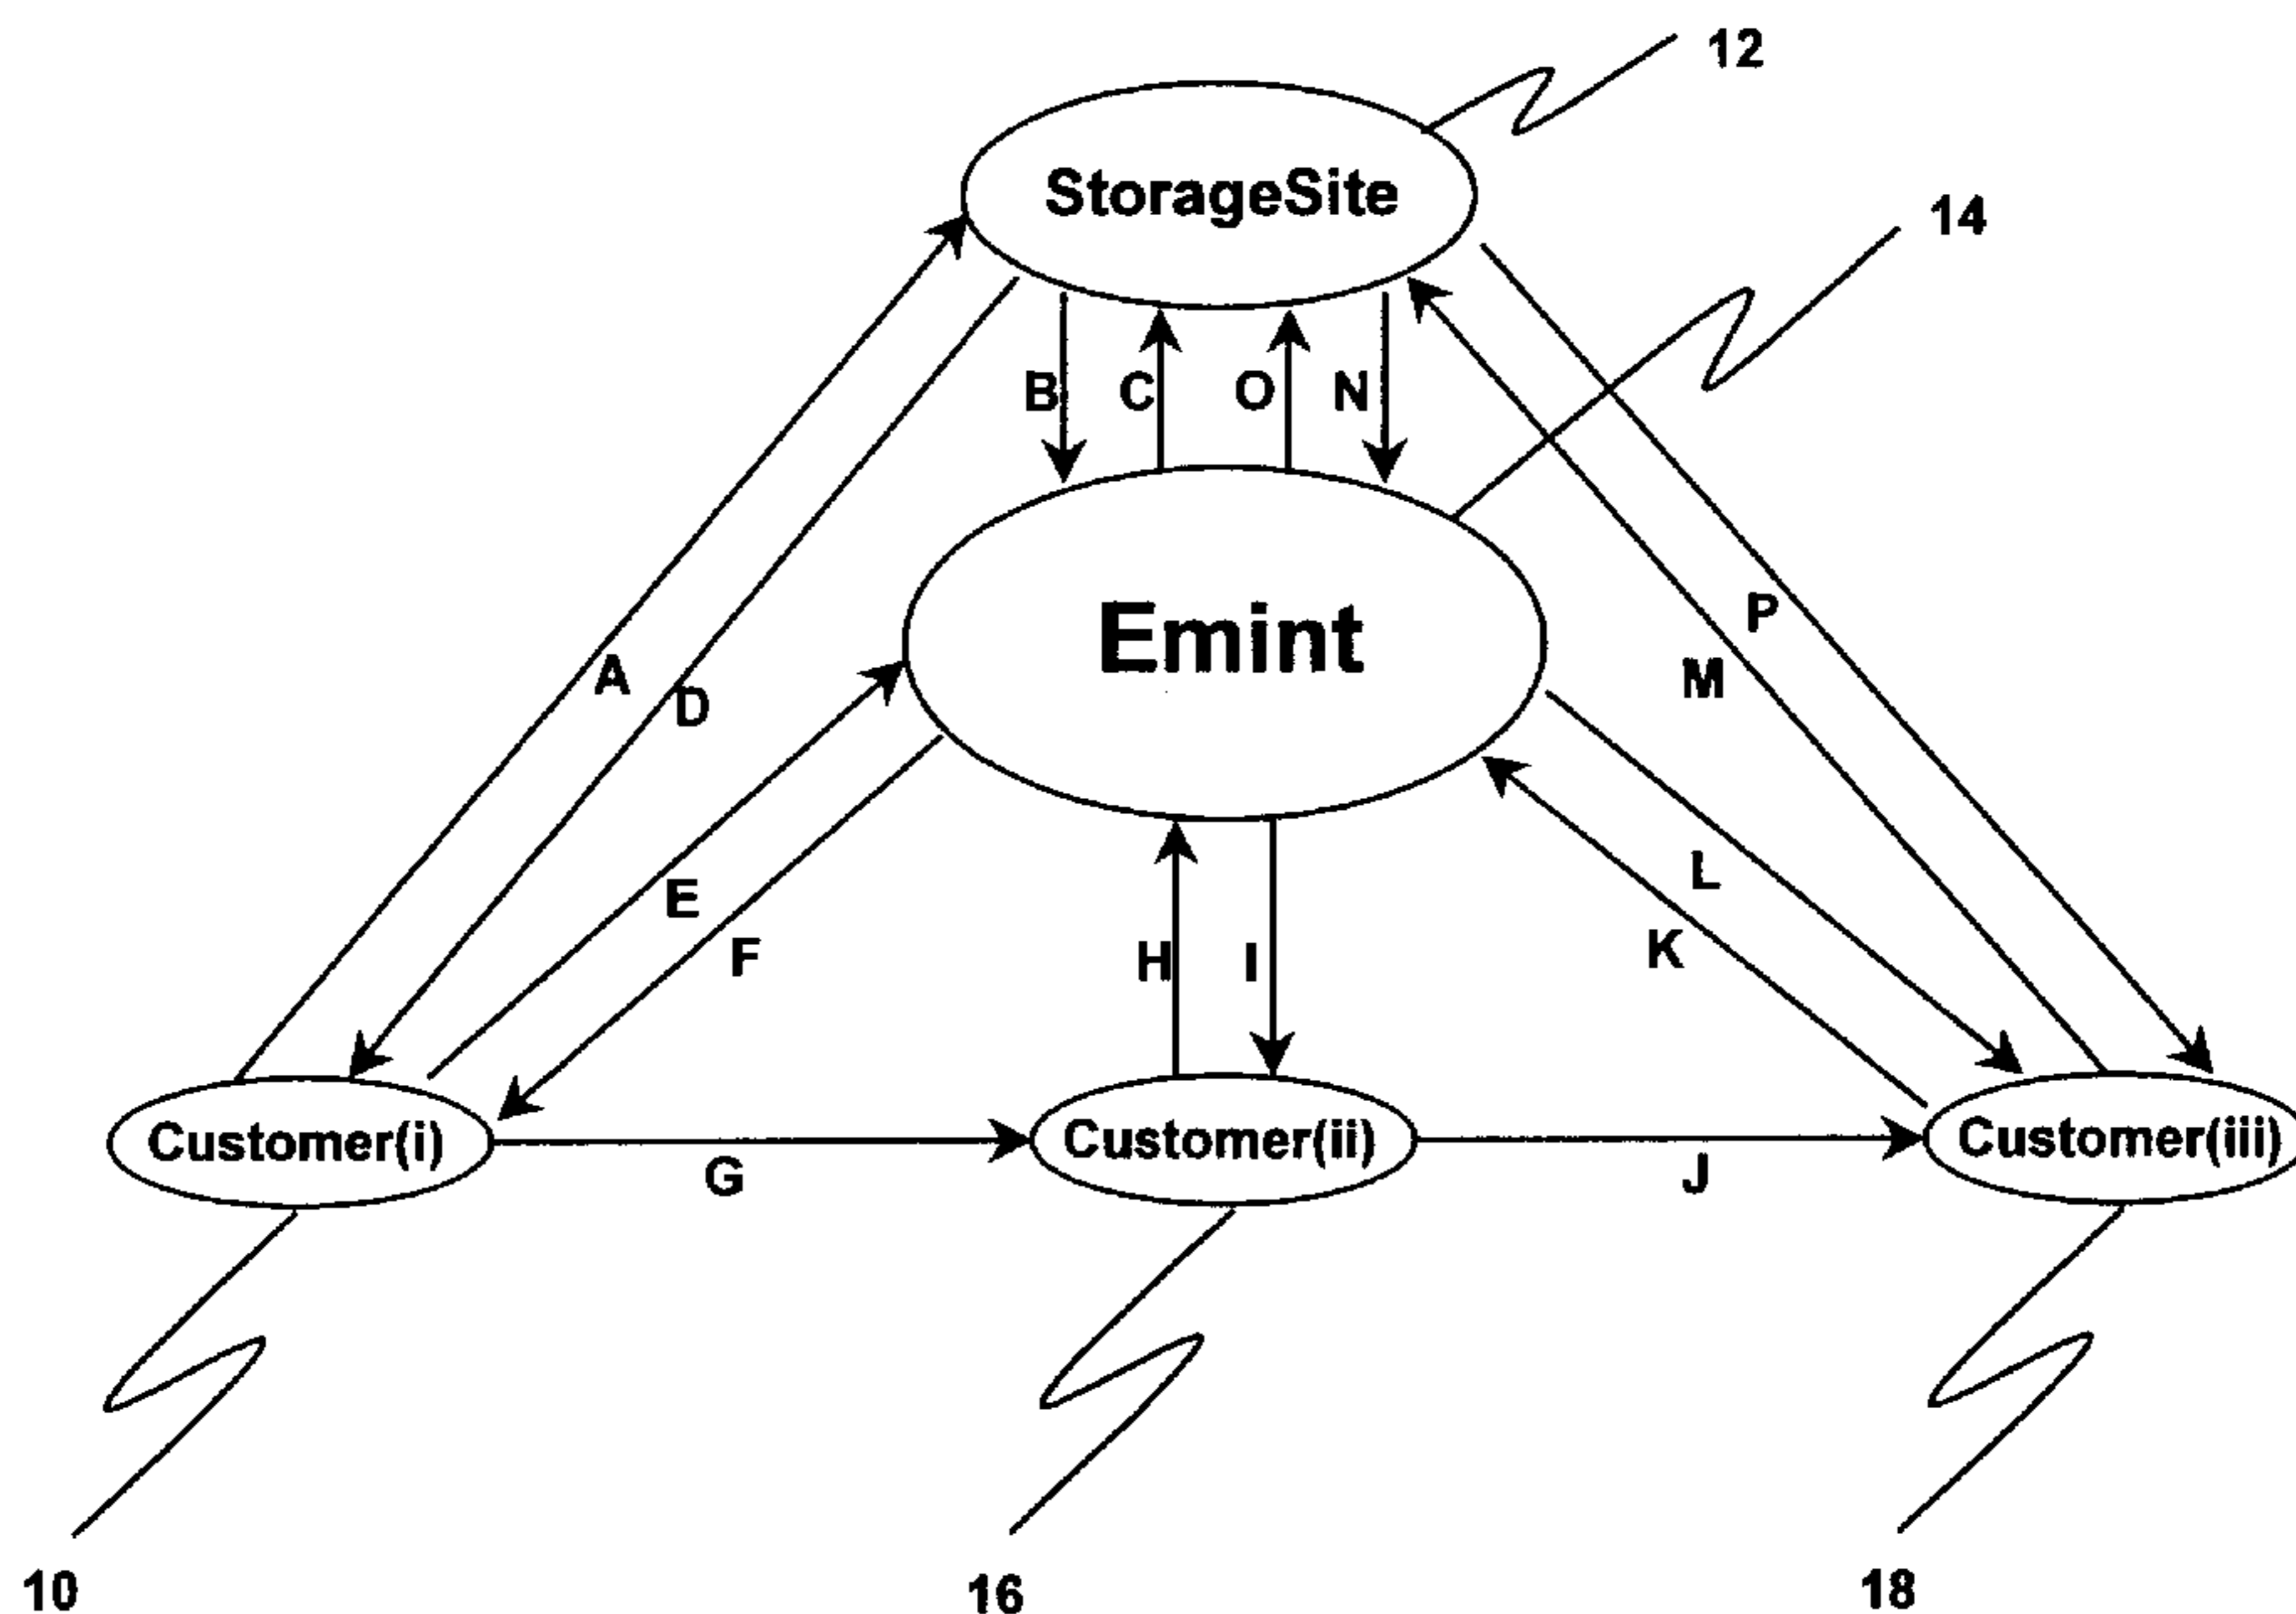 12
StorageSite
14
B
C
O
N
Emint
P
A
D
M
E
L
F
H
I
K
Customer(i)
Customer(ii)
Customer(iii)
G
J
10
16
18